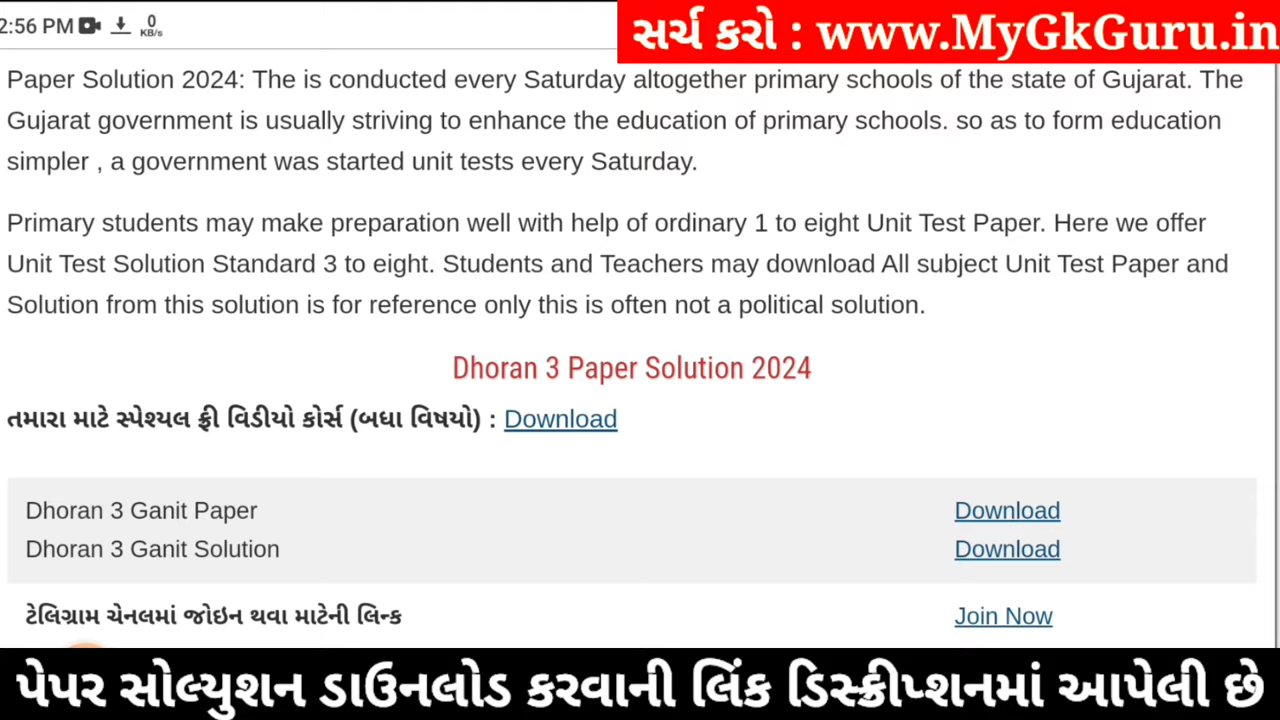 2:56 PM 0 KB/s
સર્ચ કરો : www.MyGkGuru.in
Paper Solution 2024: The is conducted every Saturday altogether primary schools of the state of Gujarat. The
Gujarat government is usually striving to enhance the education of primary schools. so as to form education
simpler , a government was started unit tests every Saturday.
Primary students may make preparation well with help of ordinary 1 to eight Unit Test Paper. Here we offer
Unit Test Solution Standard 3 to eight. Students and Teachers may download All subject Unit Test Paper and
Solution from this solution is for reference only this is often not a political solution.
Dhoran 3 Paper Solution 2024
તમારા માટે સ્પેશ્યલ ફ્રી વિડીયો કોર્સ (બધા વિષયો) : Download
Dhoran 3 Ganit Paper Download
Dhoran 3 Ganit Solution Download
ટેલિગ્રામ ચેનલમાં જોઇન થવા માટેની લિન્ક Join Now
પેપર સોલ્યુશન ડાઉનલોડ કરવાની લિંક ડિસ્ક્રીપ્શનમાં આપેલી છે